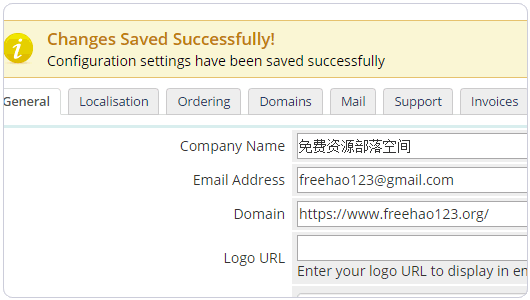 Changes Saved Successfully!
Configuration settings have been saved successfully
General Localisation Ordering Domains Mail Support Invoices
Company Name 免费资源部落空间
Email Address freehao123@gmail.com
Domain https://www.freehao123.org/
Logo URL
Enter your logo URL to display in em